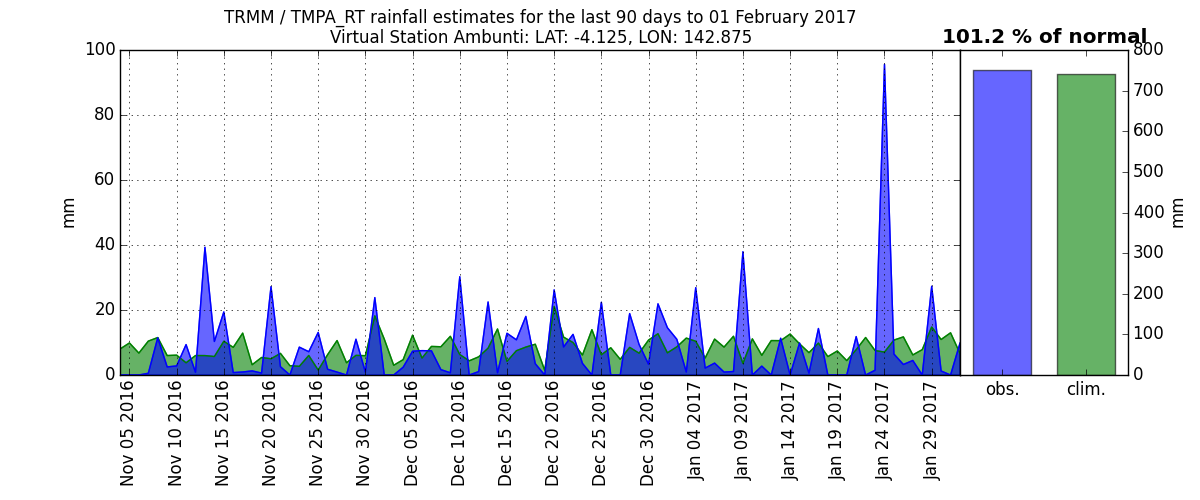 TRMM / TMPA_RT rainfall estimates for the last 90 days to 01 February 2017
Virtual Station Ambunti: LAT: -4.125, LON: 142.875
101.2 % of normal
100
80
60
40
20
0
mm
800
700
600
500
400
300
200
100
0
mm
Nov 05 2016
Nov 10 2016
Nov 15 2016
Nov 20 2016
Nov 25 2016
Nov 30 2016
Dec 05 2016
Dec 10 2016
Dec 15 2016
Dec 20 2016
Dec 25 2016
Dec 30 2016
Jan 04 2017
Jan 09 2017
Jan 14 2017
Jan 19 2017
Jan 24 2017
Jan 29 2017
obs.
clim.